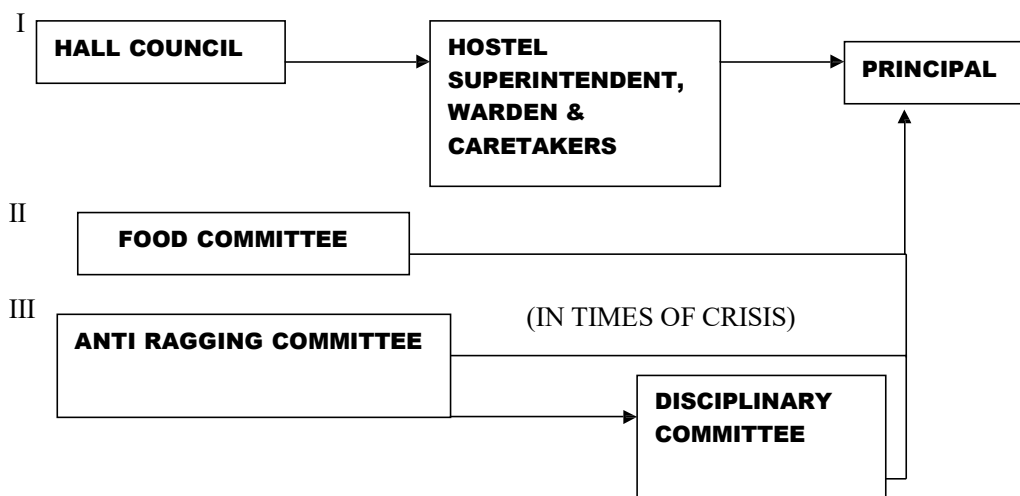 I
HALL COUNCIL
HOSTEL
SUPERINTENDENT,
WARDEN &
CARETAKERS
PRINCIPAL
II
FOOD COMMITTEE
III
(IN TIMES OF CRISIS)
ANTI RAGGING COMMITTEE
DISCIPLINARY
COMMITTEE